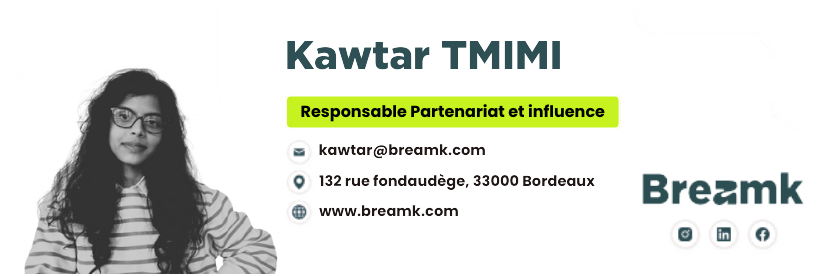 Kawtar TMIMI
Responsable Partenariat et influence
kawtar@breamk.com
132 rue fondaudège, 33000 Bordeaux
www.breamk.com
Breamk